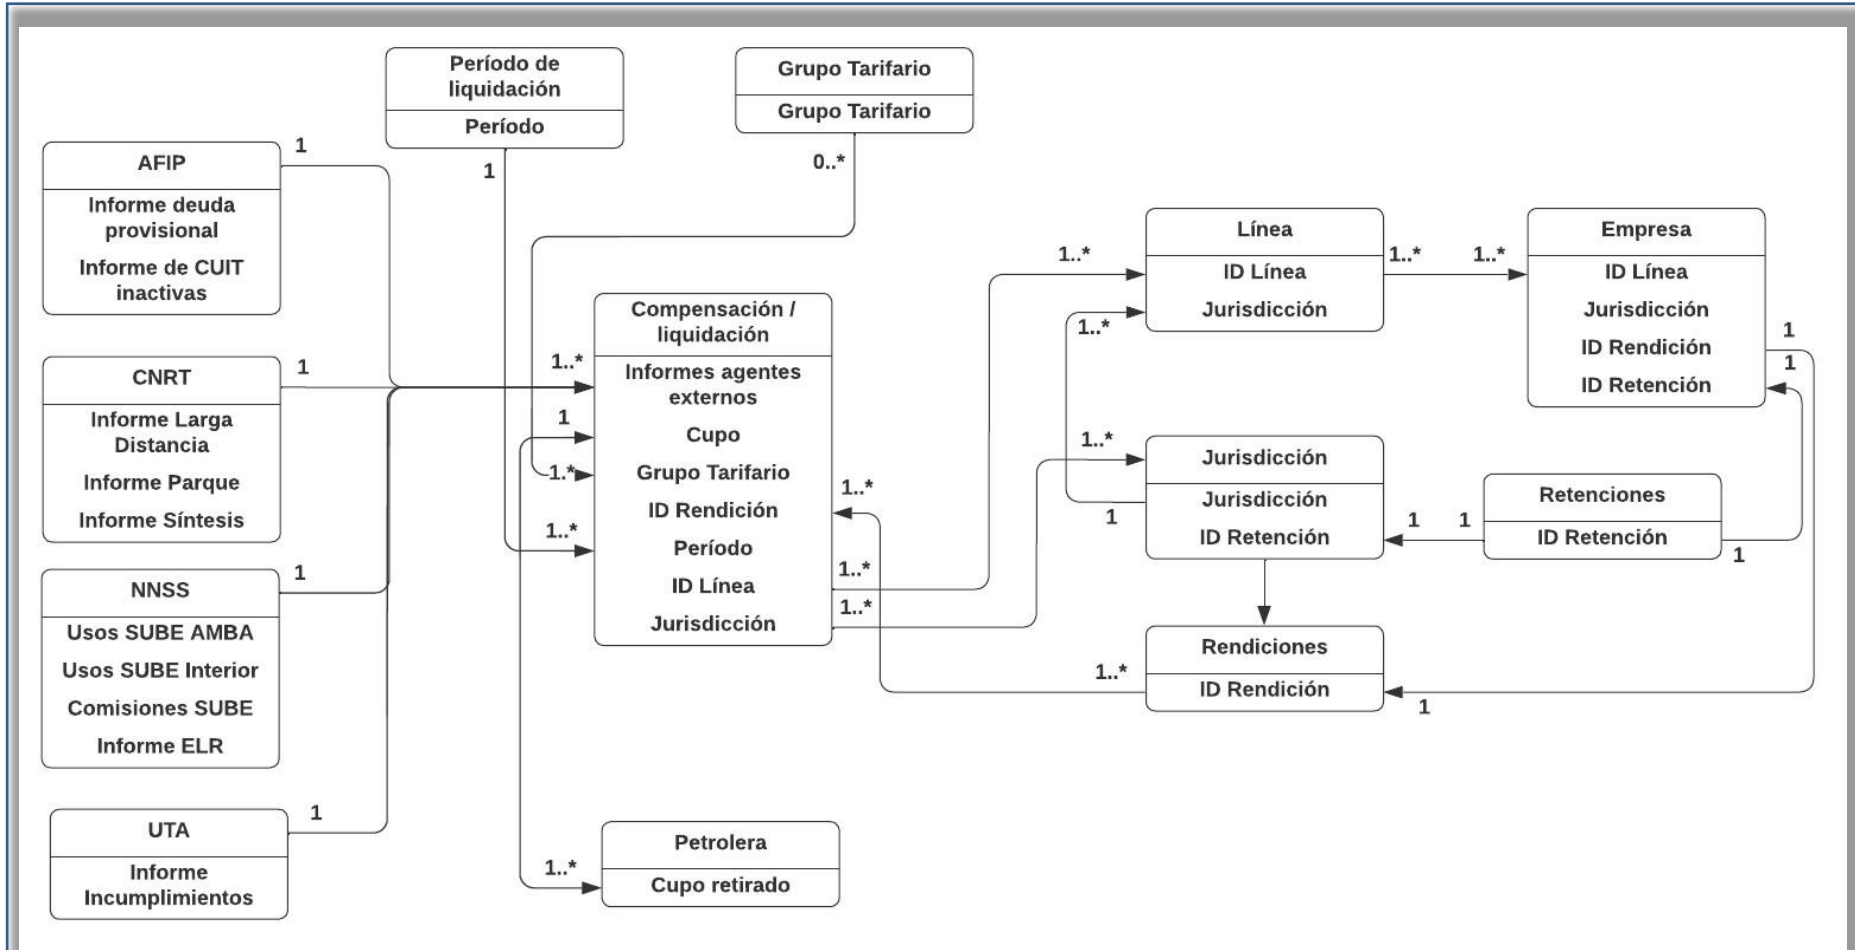 Período de
liquidación
Período
1
Grupo Tarifario
Grupo Tarifario
0..*
AFIP
Informe deuda
provisional
Informe de CUIT
inactivas
1
CNRT
Informe Larga
Distancia
Informe Parque
Informe Síntesis
1
NNSS
Usos SUBE AMBA
Usos SUBE Interior
Comisiones SUBE
Informe ELR
1
UTA
Informe
Incumplimientos
1
Compensación /
liquidación
Informes agentes
externos
Cupo
Grupo Tarifario
ID Rendición
Período
ID Línea
Jurisdicción
1..*
1
1.*
1..*
1..*
1..*
1..*
Petrolera
Cupo retirado
1..*
Línea
ID Línea
Jurisdicción
1..*
1..*
1..*
1..*
Empresa
ID Línea
Jurisdicción
ID Rendición
ID Retención
1
1
Jurisdicción
Jurisdicción
ID Retención
1..*
1
1
1
Retenciones
ID Retención
1
Rendiciones
ID Rendición
1..*
1